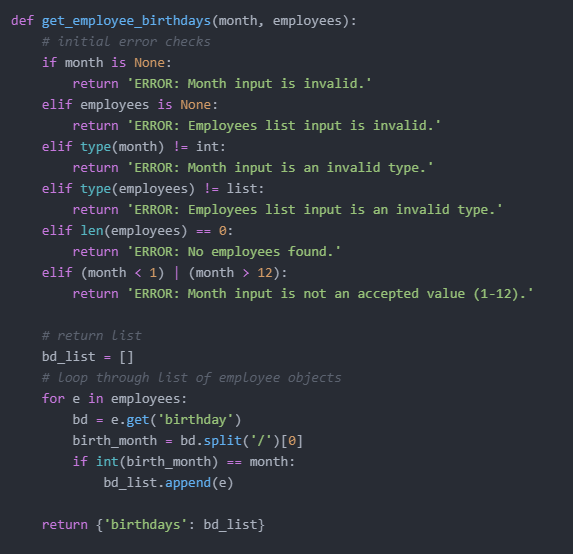 def get_employee_birthdays(month, employees):
    # initial error checks
    if month is None:
        return 'ERROR: Month input is invalid.'
    elif employees is None:
        return 'ERROR: Employees list input is invalid.'
    elif type(month) != int:
        return 'ERROR: Month input is an invalid type.'
    elif type(employees) != list:
        return 'ERROR: Employees list input is an invalid type.'
    elif len(employees) == 0:
        return 'ERROR: No employees found.'
    elif (month < 1) | (month > 12):
        return 'ERROR: Month input is not an accepted value (1-12).'

    # return list
    bd_list = []
    # loop through list of employee objects
    for e in employees:
        bd = e.get('birthday')
        birth_month = bd.split('/')[0]
        if int(birth_month) == month:
            bd_list.append(e)

    return {'birthdays': bd_list}